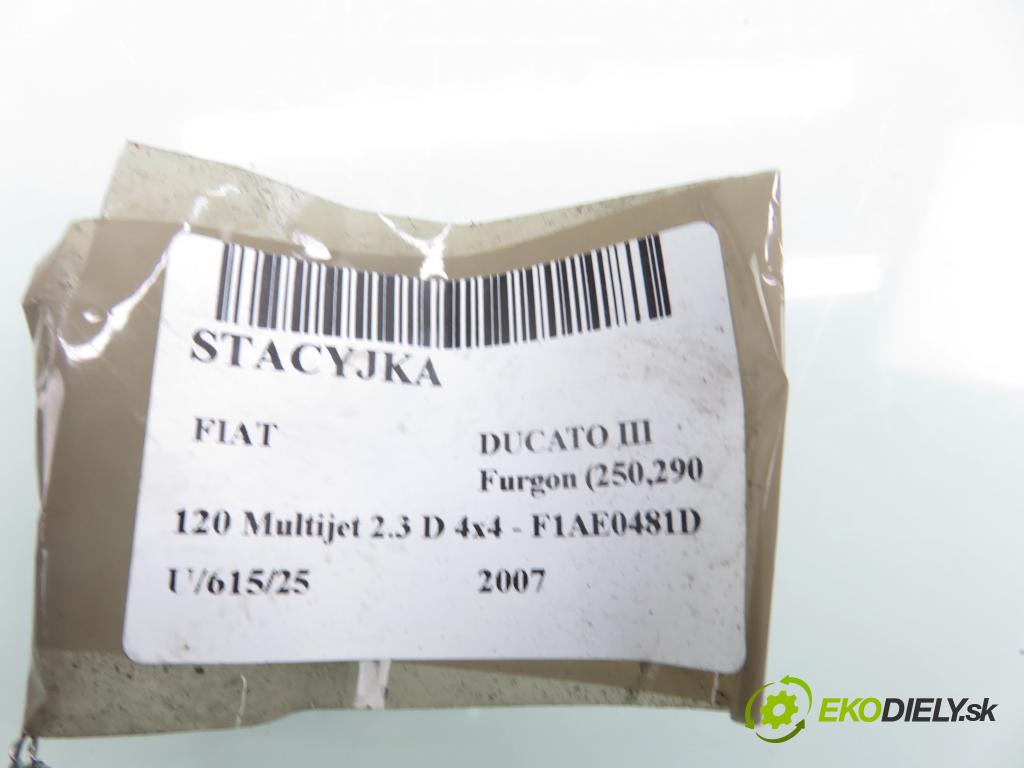 STACYJKA
FIAT
DUCATO III
Furgon (250,290
120 Multijet 2.3 D 4x4 - F1AE0481D
U/615/25 2007
EKODIELY.sk